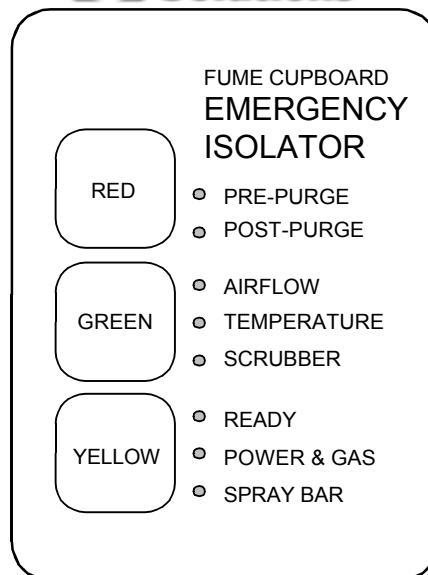 FUME CUPBOARD
EMERGENCY
ISOLATOR
RED
PRE-PURGE
POST-PURGE
GREEN
AIRFLOW
TEMPERATURE
SCRUBBER
YELLOW
READY
POWER & GAS
SPRAY BAR